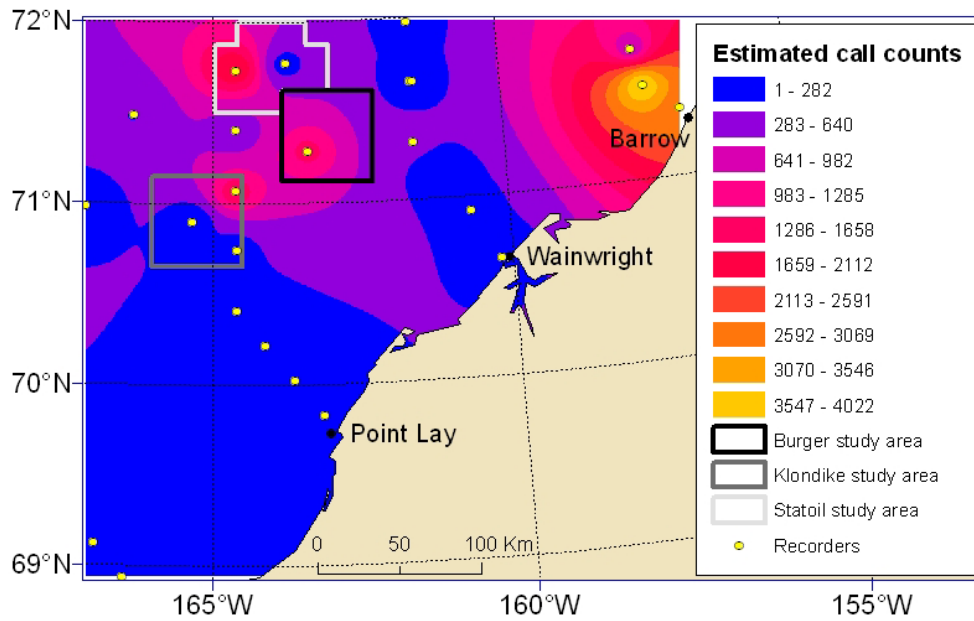 72°N
71°N
70°N
69°N
165°W
160°W
155°W
Barrow
Wainwright
Point Lay
0 50 100 Km
Estimated call counts
1 - 282
283 - 640
641 - 982
983 - 1285
1286 - 1658
1659 - 2112
2113 - 2591
2592 - 3069
3070 - 3546
3547 - 4022
Burger study area
Klondike study area
Statoil study area
Recorders